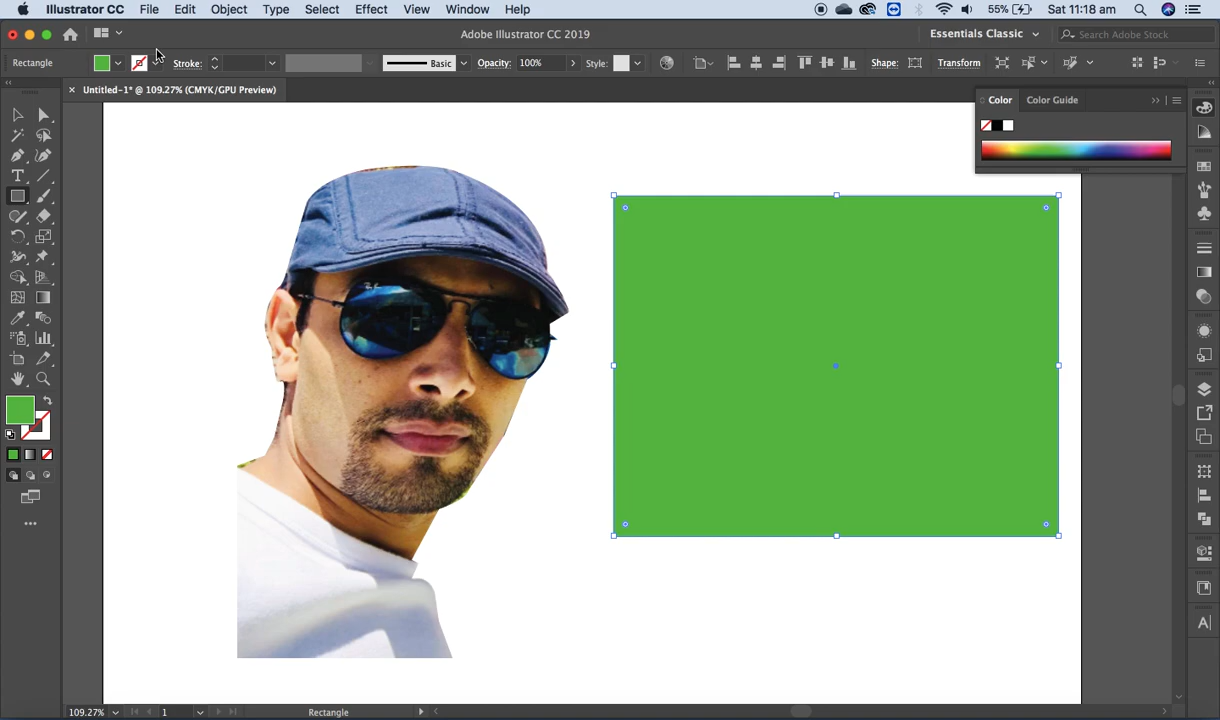 Illustrator CC File Edit Object Type Select Effect View Window Help 55% Sat 11:18 am
Adobe Illustrator CC 2019 Essentials Classic Search Adobe Stock
Rectangle Stroke: Basic Opacity: 100% Style: Shape: Transform
× Untitled-1* @ 109.27% (CMYK/GPU Preview)
Color Color Guide
109.27% 1 Rectangle